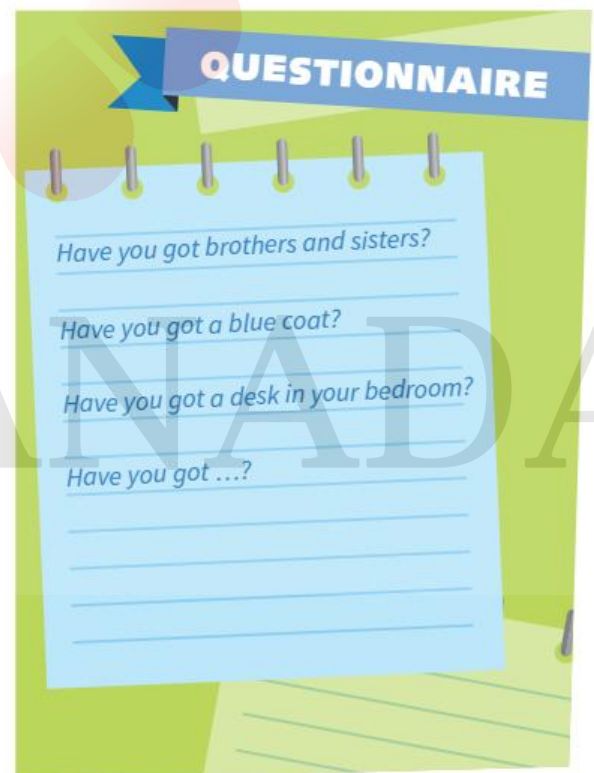 QUESTIONNAIRE
Have you got brothers and sisters?
Have you got a blue coat?
Have you got a desk in your bedroom?
Have you got …?
ANADA